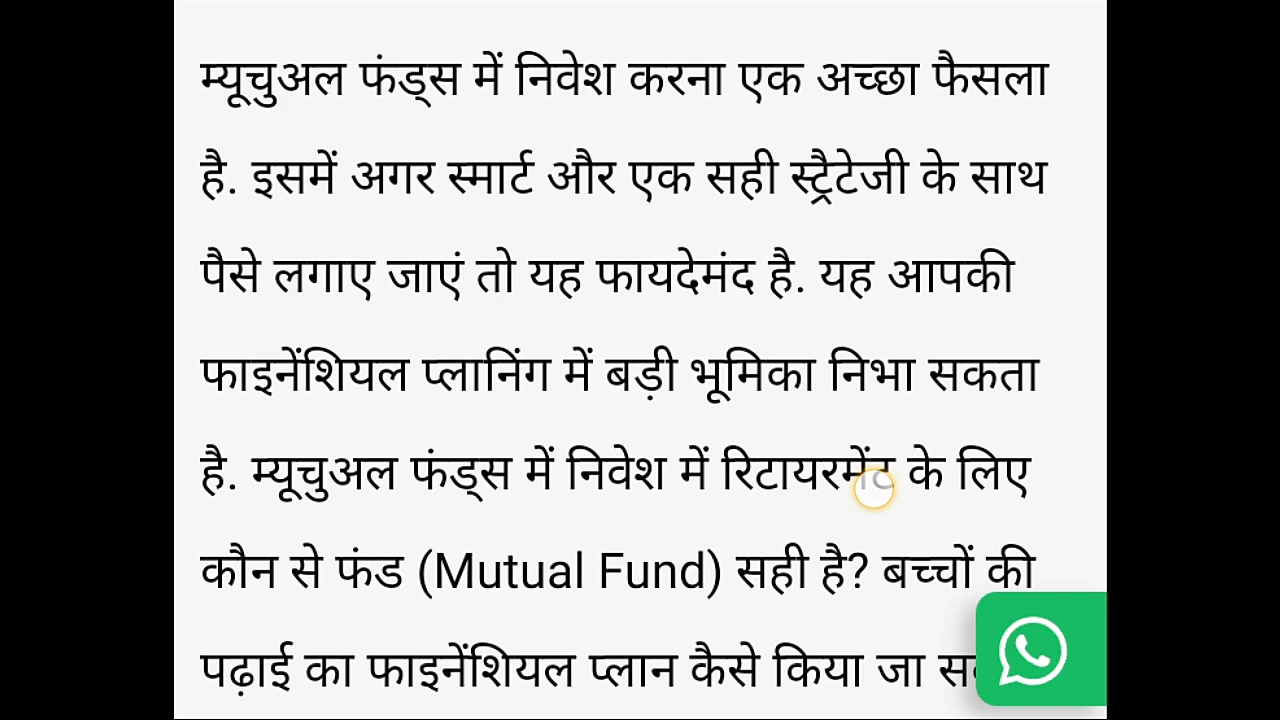 म्यूचुअल फंड्स में निवेश करना एक अच्छा फैसला
है. इसमें अगर स्मार्ट और एक सही स्ट्रैटेजी के साथ
पैसे लगाए जाएं तो यह फायदेमंद है. यह आपकी
फाइनेंशियल प्लानिंग में बड़ी भूमिका निभा सकता
है. म्यूचुअल फंड्स में निवेश में रिटायरमेंट के लिए
कौन से फंड (Mutual Fund) सही है? बच्चों की
पढ़ाई का फाइनेंशियल प्लान कैसे किया जा